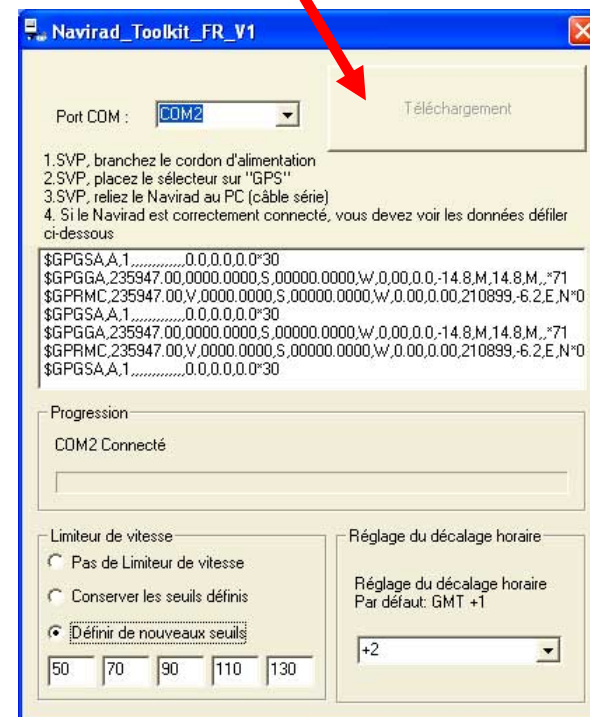 Navirad_Toolkit_FR_V1
Port COM :
COM2
Téléchargement
1.SVP, branchez le cordon d'alimentation
2.SVP, placez le sélecteur sur "GPS"
3.SVP, reliez le Navirad au PC (câble série)
4. Si le Navirad est correctement connecté, vous devez voir les données défiler
ci-dessous
$GPGSA,A,1,,,,,,,,,,,,,0.0,0.0,0.0*30
$GPGGA,235947.00,0000.0000,S,00000.0000,W,0,00,0.0,-14.8,M,14.8,M,,*71
$GPRMC,235947.00,V,0000.0000,S,00000.0000,W,0.00,0.00,210899,-6.2,E,N*0
$GPGSA,A,1,,,,,,,,,,,,,0.0,0.0,0.0*30
$GPGGA,235947.00,0000.0000,S,00000.0000,W,0,00,0.0,-14.8,M,14.8,M,,*71
$GPRMC,235947.00,V,0000.0000,S,00000.0000,W,0.00,0.00,210899,-6.2,E,N*0
$GPGSA,A,1,,,,,,,,,,,,,0.0,0.0,0.0*30
Progression
COM2 Connecté
Limiteur de vitesse
Pas de Limiteur de vitesse
Conserver les seuils définis
Définir de nouveaux seuils
50 70 90 110 130
Réglage du décalage horaire
Réglage du décalage horaire
Par défaut: GMT +1
+2